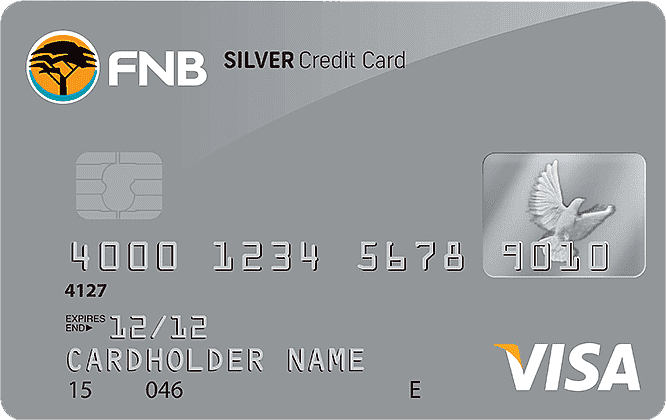 FNB SILVER Credit Card
4000 1234 5678 9010
4127
EXPIRES
END▶ 12/12
CARDHOLDER NAME
15 046 E
VISA